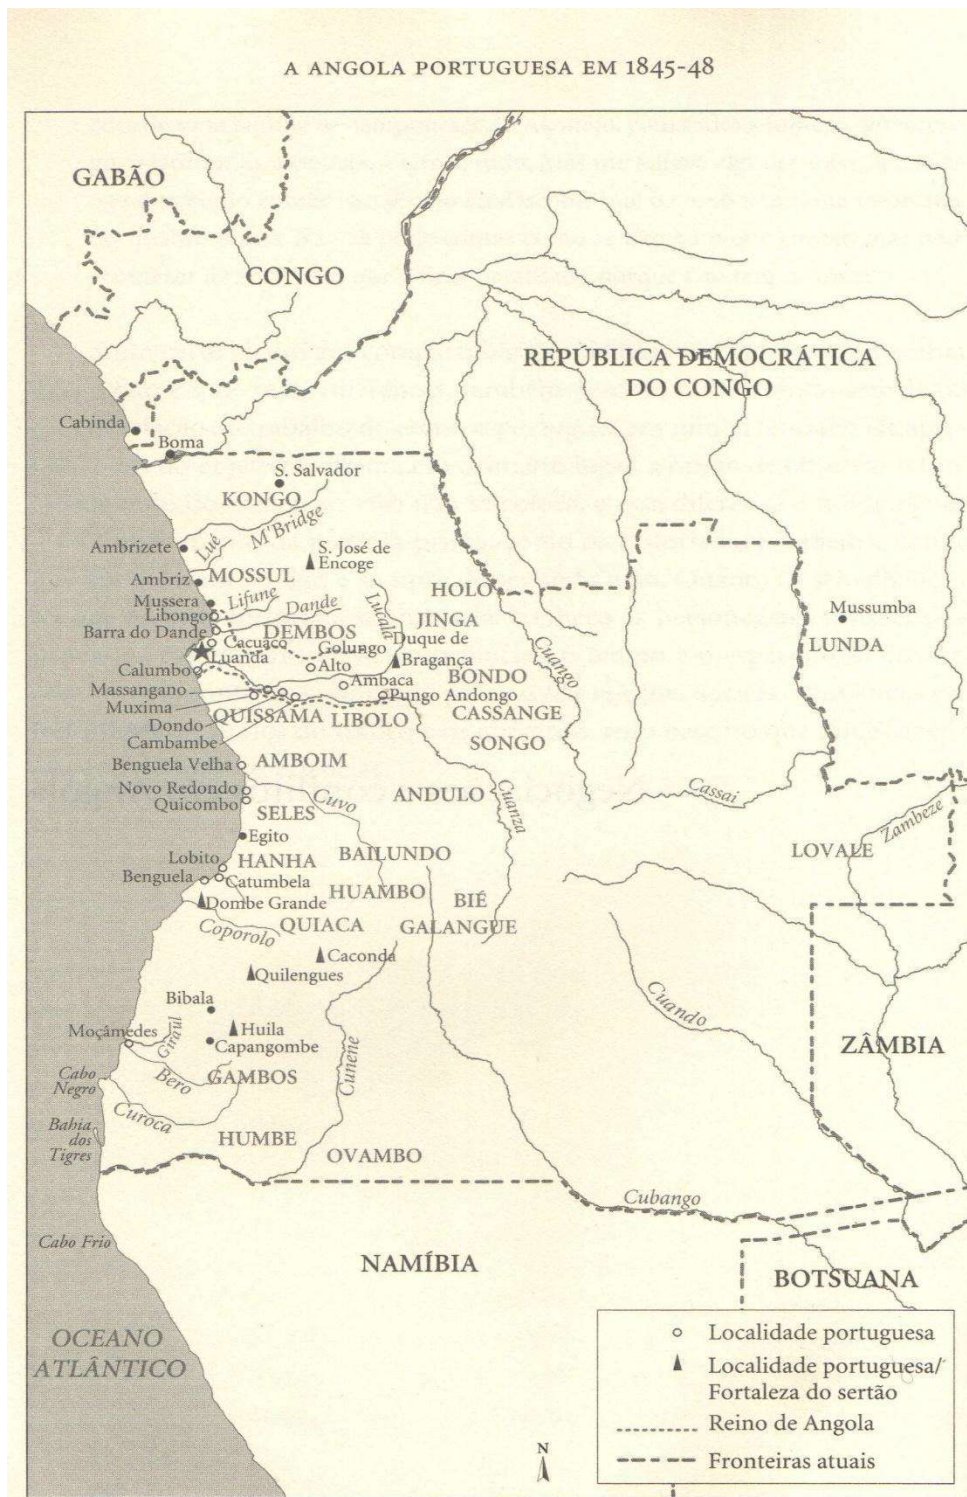 A ANGOLA PORTUGUESA EM 1845-48
GABÃO
CONGO
REPÚBLICA DEMOCRÁTICA
DO CONGO
Cabinda
Boma
S. Salvador
KONGO
M'Bridge
Lué
Ambrizete
S. José de
Encoge
Ambriz
MOSSUL
HOLO
Mussera
Lifune
Libongo
Dande
Lucala
JINGA
Mussumba
Barra do Dande
DEMBOS
Duque de
Bragança
Cacuaco
Golungo
Alto
LUNDA
Luanda
Cuango
Calumbo
BONDO
Ambaca
Massangano
Pungo Andongo
Muxima
QUISSAMA
LIBOLO
CASSANGE
Dondo
Cambambe
SONGO
Benguela Velha
AMBOIM
Novo Redondo
Cuvo
ANDULO
Cuanza
Cassai
Quicombo
SELES
Zambeze
Egito
BAILUNDO
LOVALE
Lobito
HANHA
Benguela
Catumbela
HUAMBO
BIÉ
Dombe Grande
Coporolo
QUIACA
GALANGUE
Caconda
Quilengues
Bibala
Cuando
Moçâmedes
Giraul
Huila
Capangombe
ZÂMBIA
Cabo
Negro
Bero
GAMBOS
Cunene
Curoca
Bahia
dos
Tigres
HUMBE
OVAMBO
Cubango
Cabo Frio
NAMÍBIA
BOTSUANA
OCEANO
ATLÂNTICO
Localidade portuguesa
Localidade portuguesa/
Fortaleza do sertão
Reino de Angola
Fronteiras atuais
N